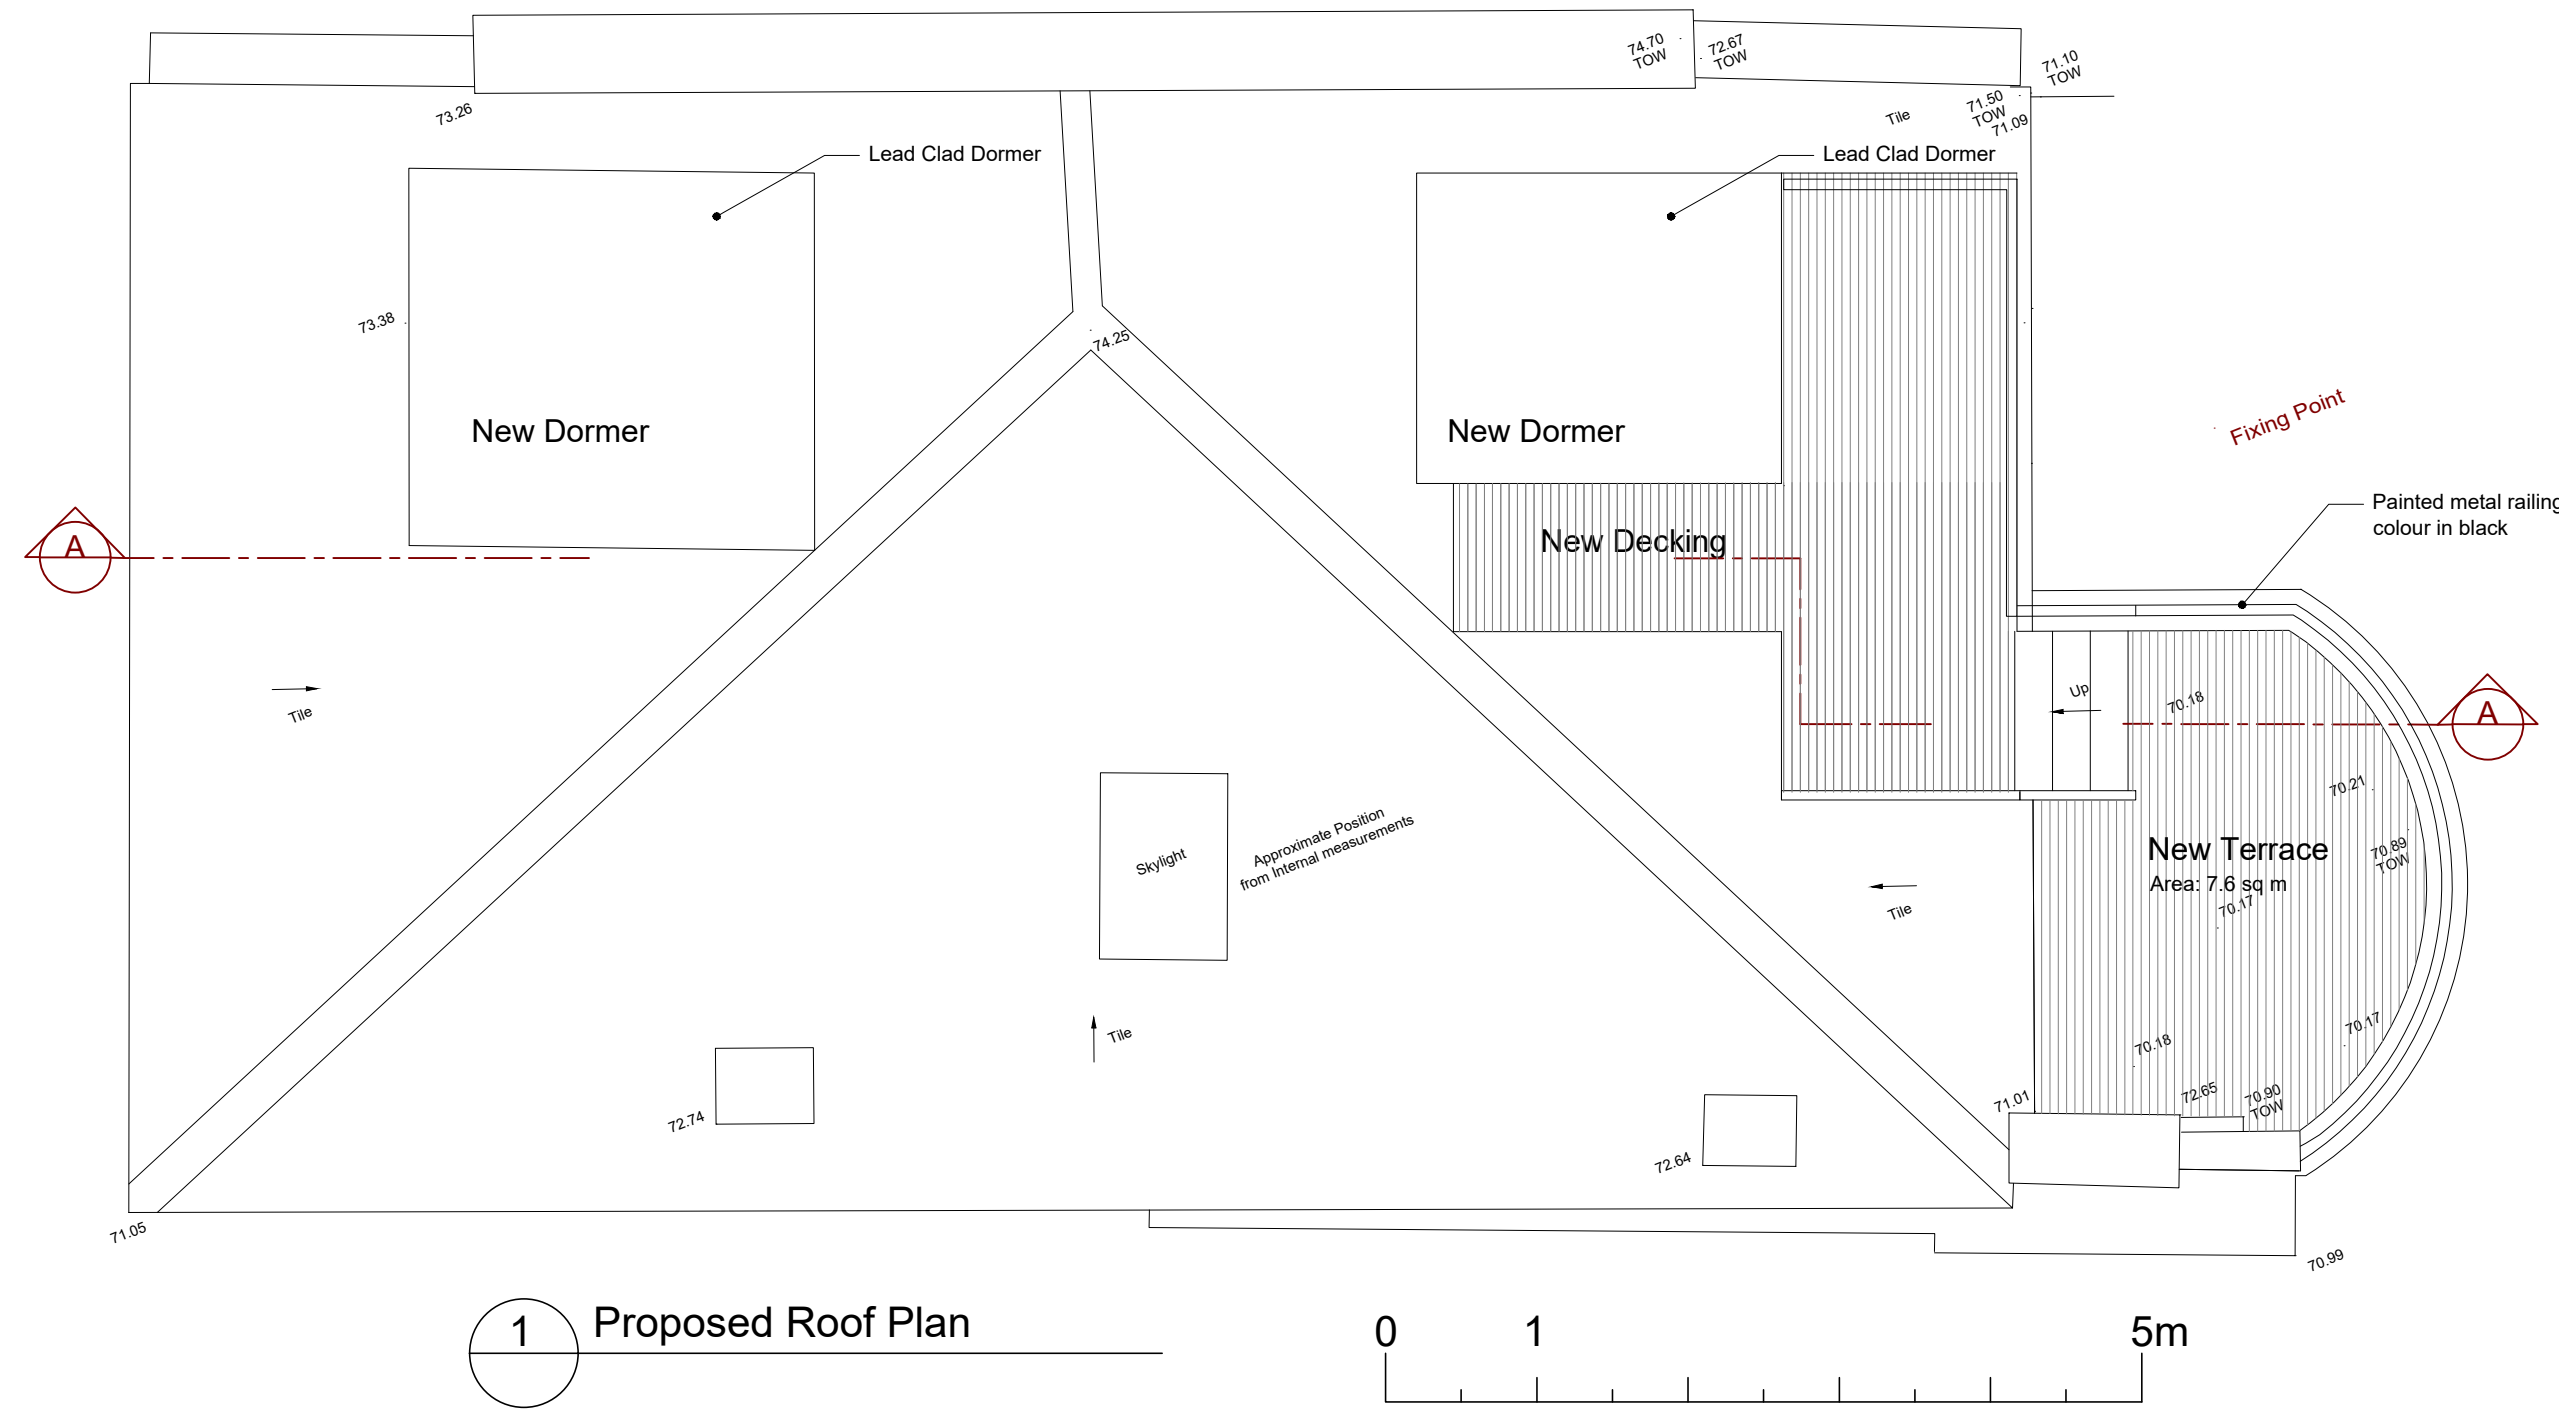 74.70
TOW
72.67
TOW
71.10
TOW
73.26
71.50
TOW
71.09
Tile
Lead Clad Dormer
Lead Clad Dormer
73.38
74.25
New Dormer
New Dormer
Fixing Point
Painted metal railing
colour in black
A
New Decking
Up
70.18
A
Tile
70.21
Approximate Position
from Internal measurements
Skylight
New Terrace
Area: 7.6 sq m
70.89
TOW
70.17
Tile
Tile
70.17
70.18
72.74
72.64
71.01
72.65
70.90
TOW
71.05
70.99
1
Proposed Roof Plan
0 1 5m